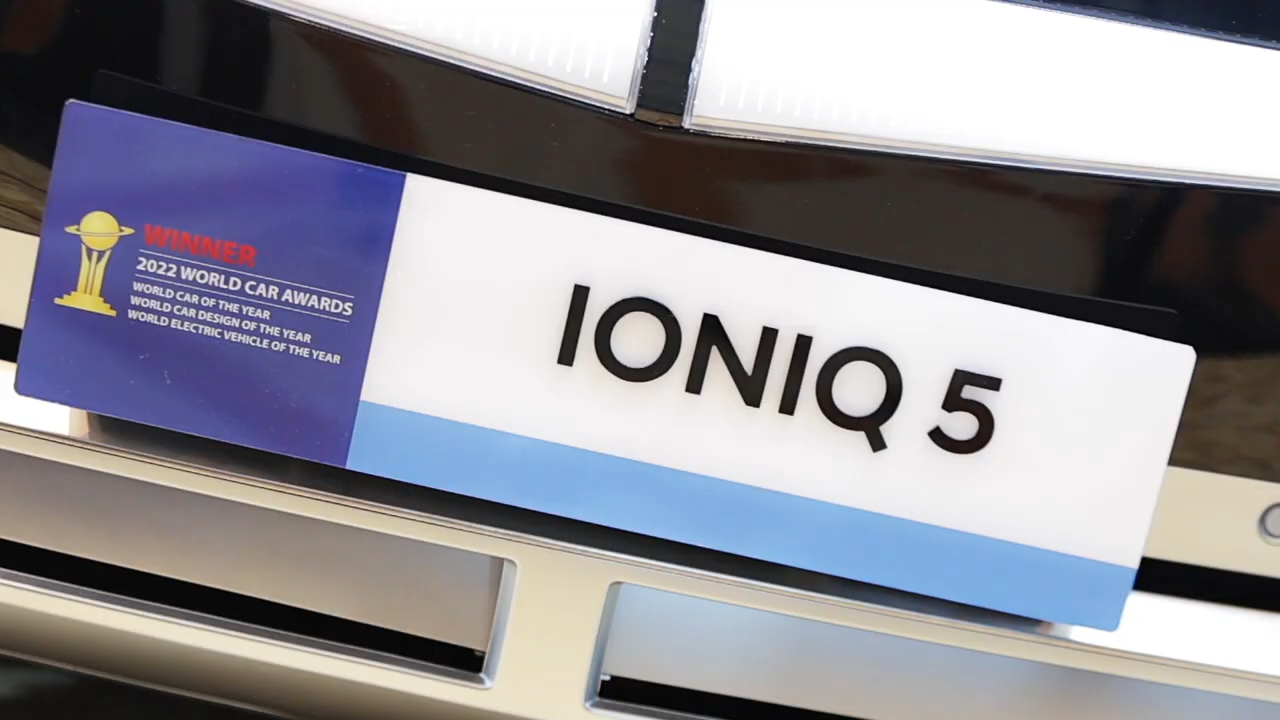 WINNER
2022 WORLD CAR AWARDS
WORLD CAR OF THE YEAR
WORLD CAR DESIGN OF THE YEAR
WORLD ELECTRIC VEHICLE OF THE YEAR
IONIQ 5